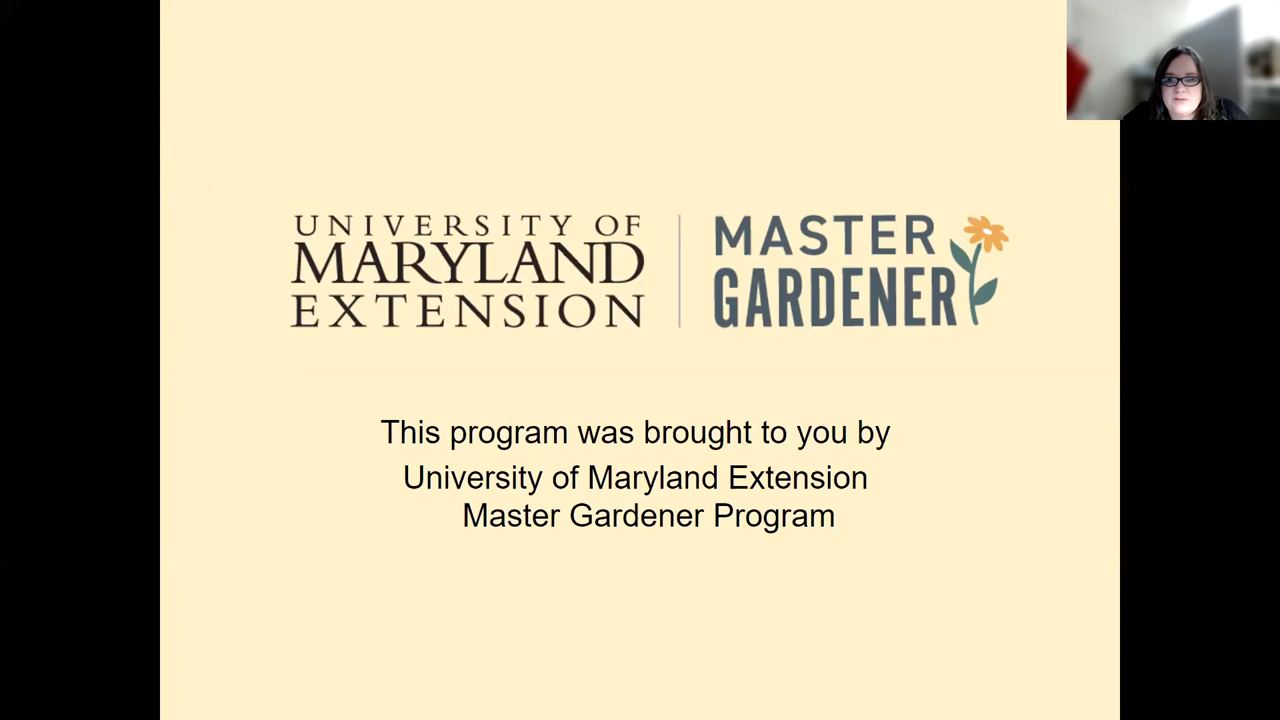 UNIVERSITY OF
MARYLAND
EXTENSION
MASTER
GARDENER
This program was brought to you by
University of Maryland Extension
Master Gardener Program